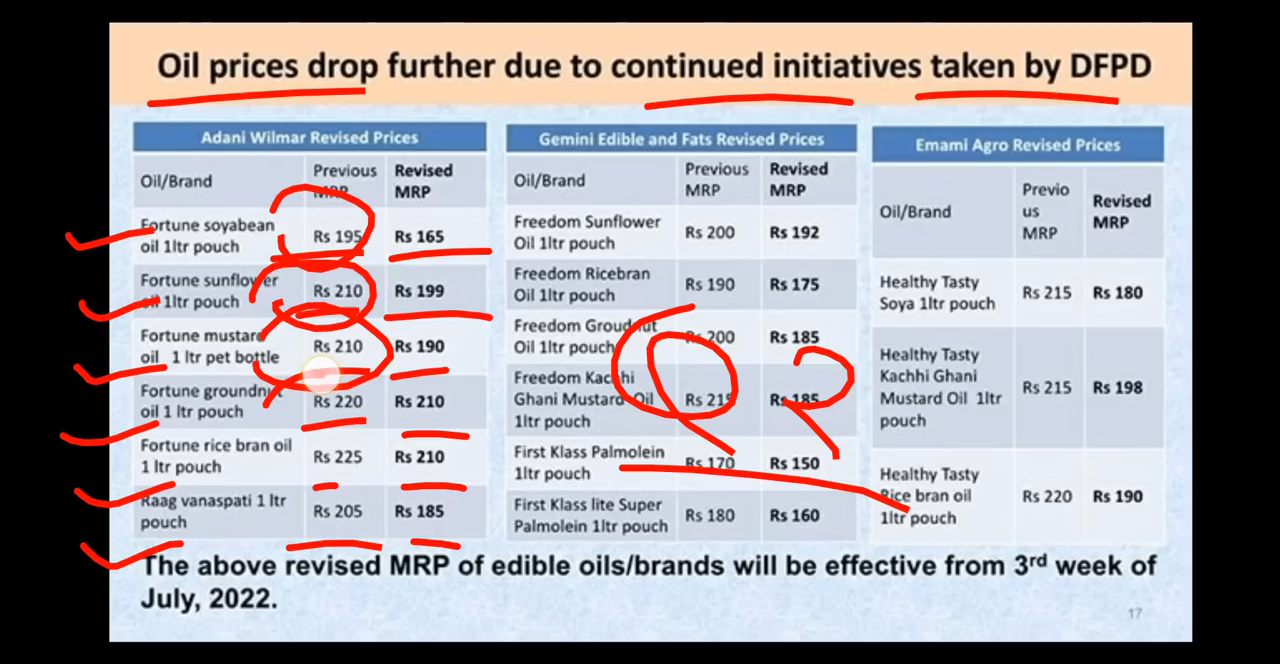 Oil prices drop further due to continued initiatives taken by DFPD
Adani Wilmar Revised Prices
Oil/Brand Previous MRP Revised MRP
Fortune soyabean oil 1ltr pouch Rs 195 Rs 165
Fortune sunflower oil 1ltr pouch Rs 210 Rs 199
Fortune mustard oil 1 ltr pet bottle Rs 210 Rs 190
Fortune groundnut oil 1 ltr pouch Rs 220 Rs 210
Fortune rice bran oil 1 ltr pouch Rs 225 Rs 210
Raag vanaspati 1 ltr pouch Rs 205 Rs 185
Gemini Edible and Fats Revised Prices
Oil/Brand Previous MRP Revised MRP
Freedom Sunflower Oil 1ltr pouch Rs 200 Rs 192
Freedom Ricebran Oil 1ltr pouch Rs 190 Rs 175
Freedom Groudnut Oil 1ltr pouch Rs 200 Rs 185
Freedom Kachhi Ghani Mustard Oil 1ltr pouch Rs 215 Rs 185
First Klass Palmolein 1ltr pouch Rs 170 Rs 150
First Klass lite Super Palmolein 1ltr pouch Rs 180 Rs 160
Emami Agro Revised Prices
Oil/Brand Previo us MRP Revised MRP
Healthy Tasty Soya 1ltr pouch Rs 215 Rs 180
Healthy Tasty Kachhi Ghani Mustard Oil 1ltr pouch Rs 215 Rs 198
Healthy Tasty Rice bran oil 1ltr pouch Rs 220 Rs 190
The above revised MRP of edible oils/brands will be effective from 3rd week of
July, 2022.
17